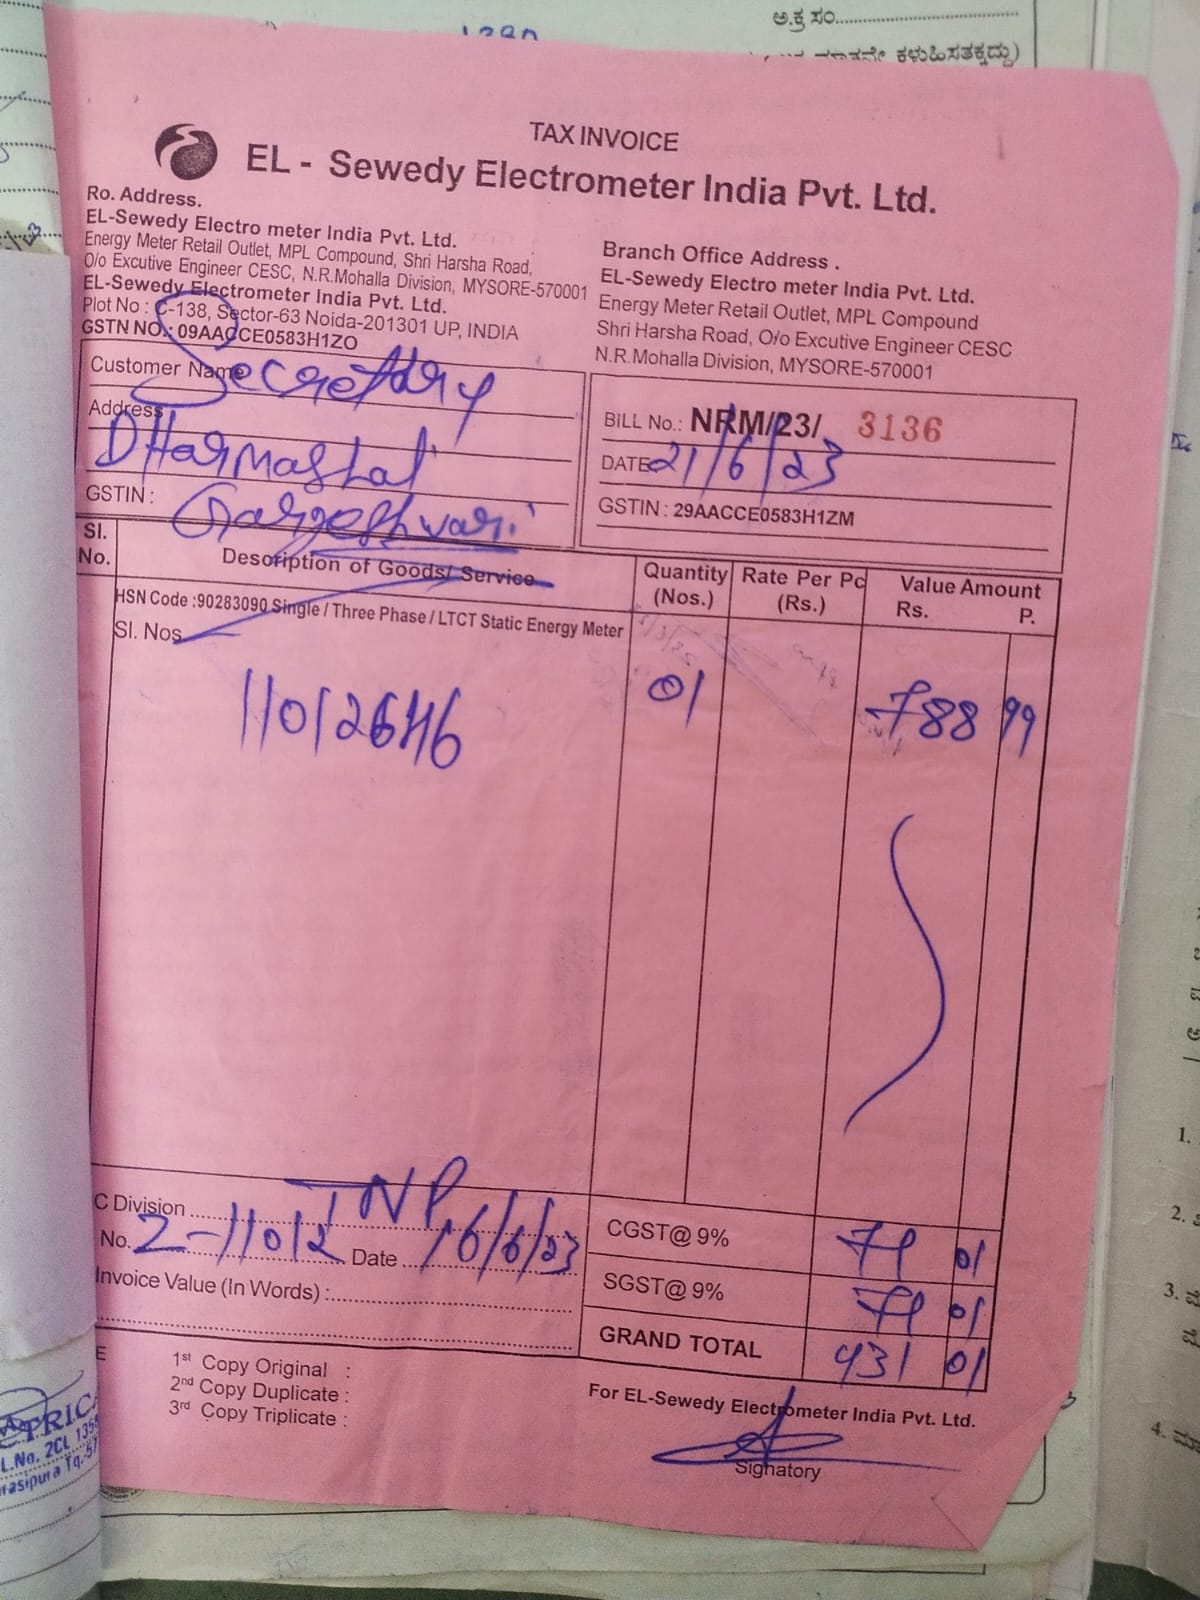 ಅ.ಕ್ರ ಸಂ
ಕಳುಹಿಸತಕ್ಕದ್ದು)
TAX INVOICE
EL - Sewedy Electrometer India Pvt. Ltd.
Ro. Address.
EL-Sewedy Electro meter India Pvt. Ltd.
Energy Meter Retail Outlet, MPL Compound, Shri Harsha Road,
O/o Excutive Engineer CESC, N.R.Mohalla Division, MYSORE-570001
EL-Sewedy Electrometer India Pvt. Ltd.
Plot No : C-138, Sector-63 Noida-201301 UP, INDIA
GSTN NO.: 09AACCE0583H1ZO
Branch Office Address .
EL-Sewedy Electro meter India Pvt. Ltd.
Energy Meter Retail Outlet, MPL Compound
Shri Harsha Road, O/o Excutive Engineer CESC
N.R.Mohalla Division, MYSORE-570001
Customer Name Secretary
Address
DHarmasthal
GSTIN : Gargeshwari
BILL No.: NRM/23/ 3136
DATE 21/6/23
GSTIN : 29AACCE0583H1ZM
Sl. No. Description of Goods/ Service Quantity (Nos.) Rate Per Pc (Rs.) Value Amount Rs. P.
HSN Code :90283090 Single / Three Phase / LTCT Static Energy Meter
Sl. Nos
11012646 01 788 99
C Division TNP
No. 2-11012 Date 16/6/23
Invoice Value (In Words) :
CGST@ 9% 71 01
SGST@ 9% 71 01
GRAND TOTAL 931 01
1st Copy Original :
2nd Copy Duplicate :
3rd Copy Triplicate :
For EL-Sewedy Electrometer India Pvt. Ltd.
Signatory
1.
2.
3.
4.